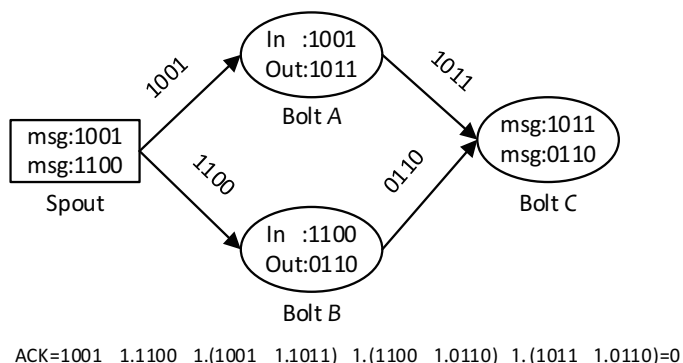 In :1001
Out:1011
Bolt A
1001
1011
msg:1001
msg:1100
Spout
msg:1011
msg:0110
Bolt C
1100
0110
In :1100
Out:0110
Bolt B
ACK=1001 1.1100 1.(1001 1.1011) 1.(1100 1.0110) 1.(1011 1.0110)=0